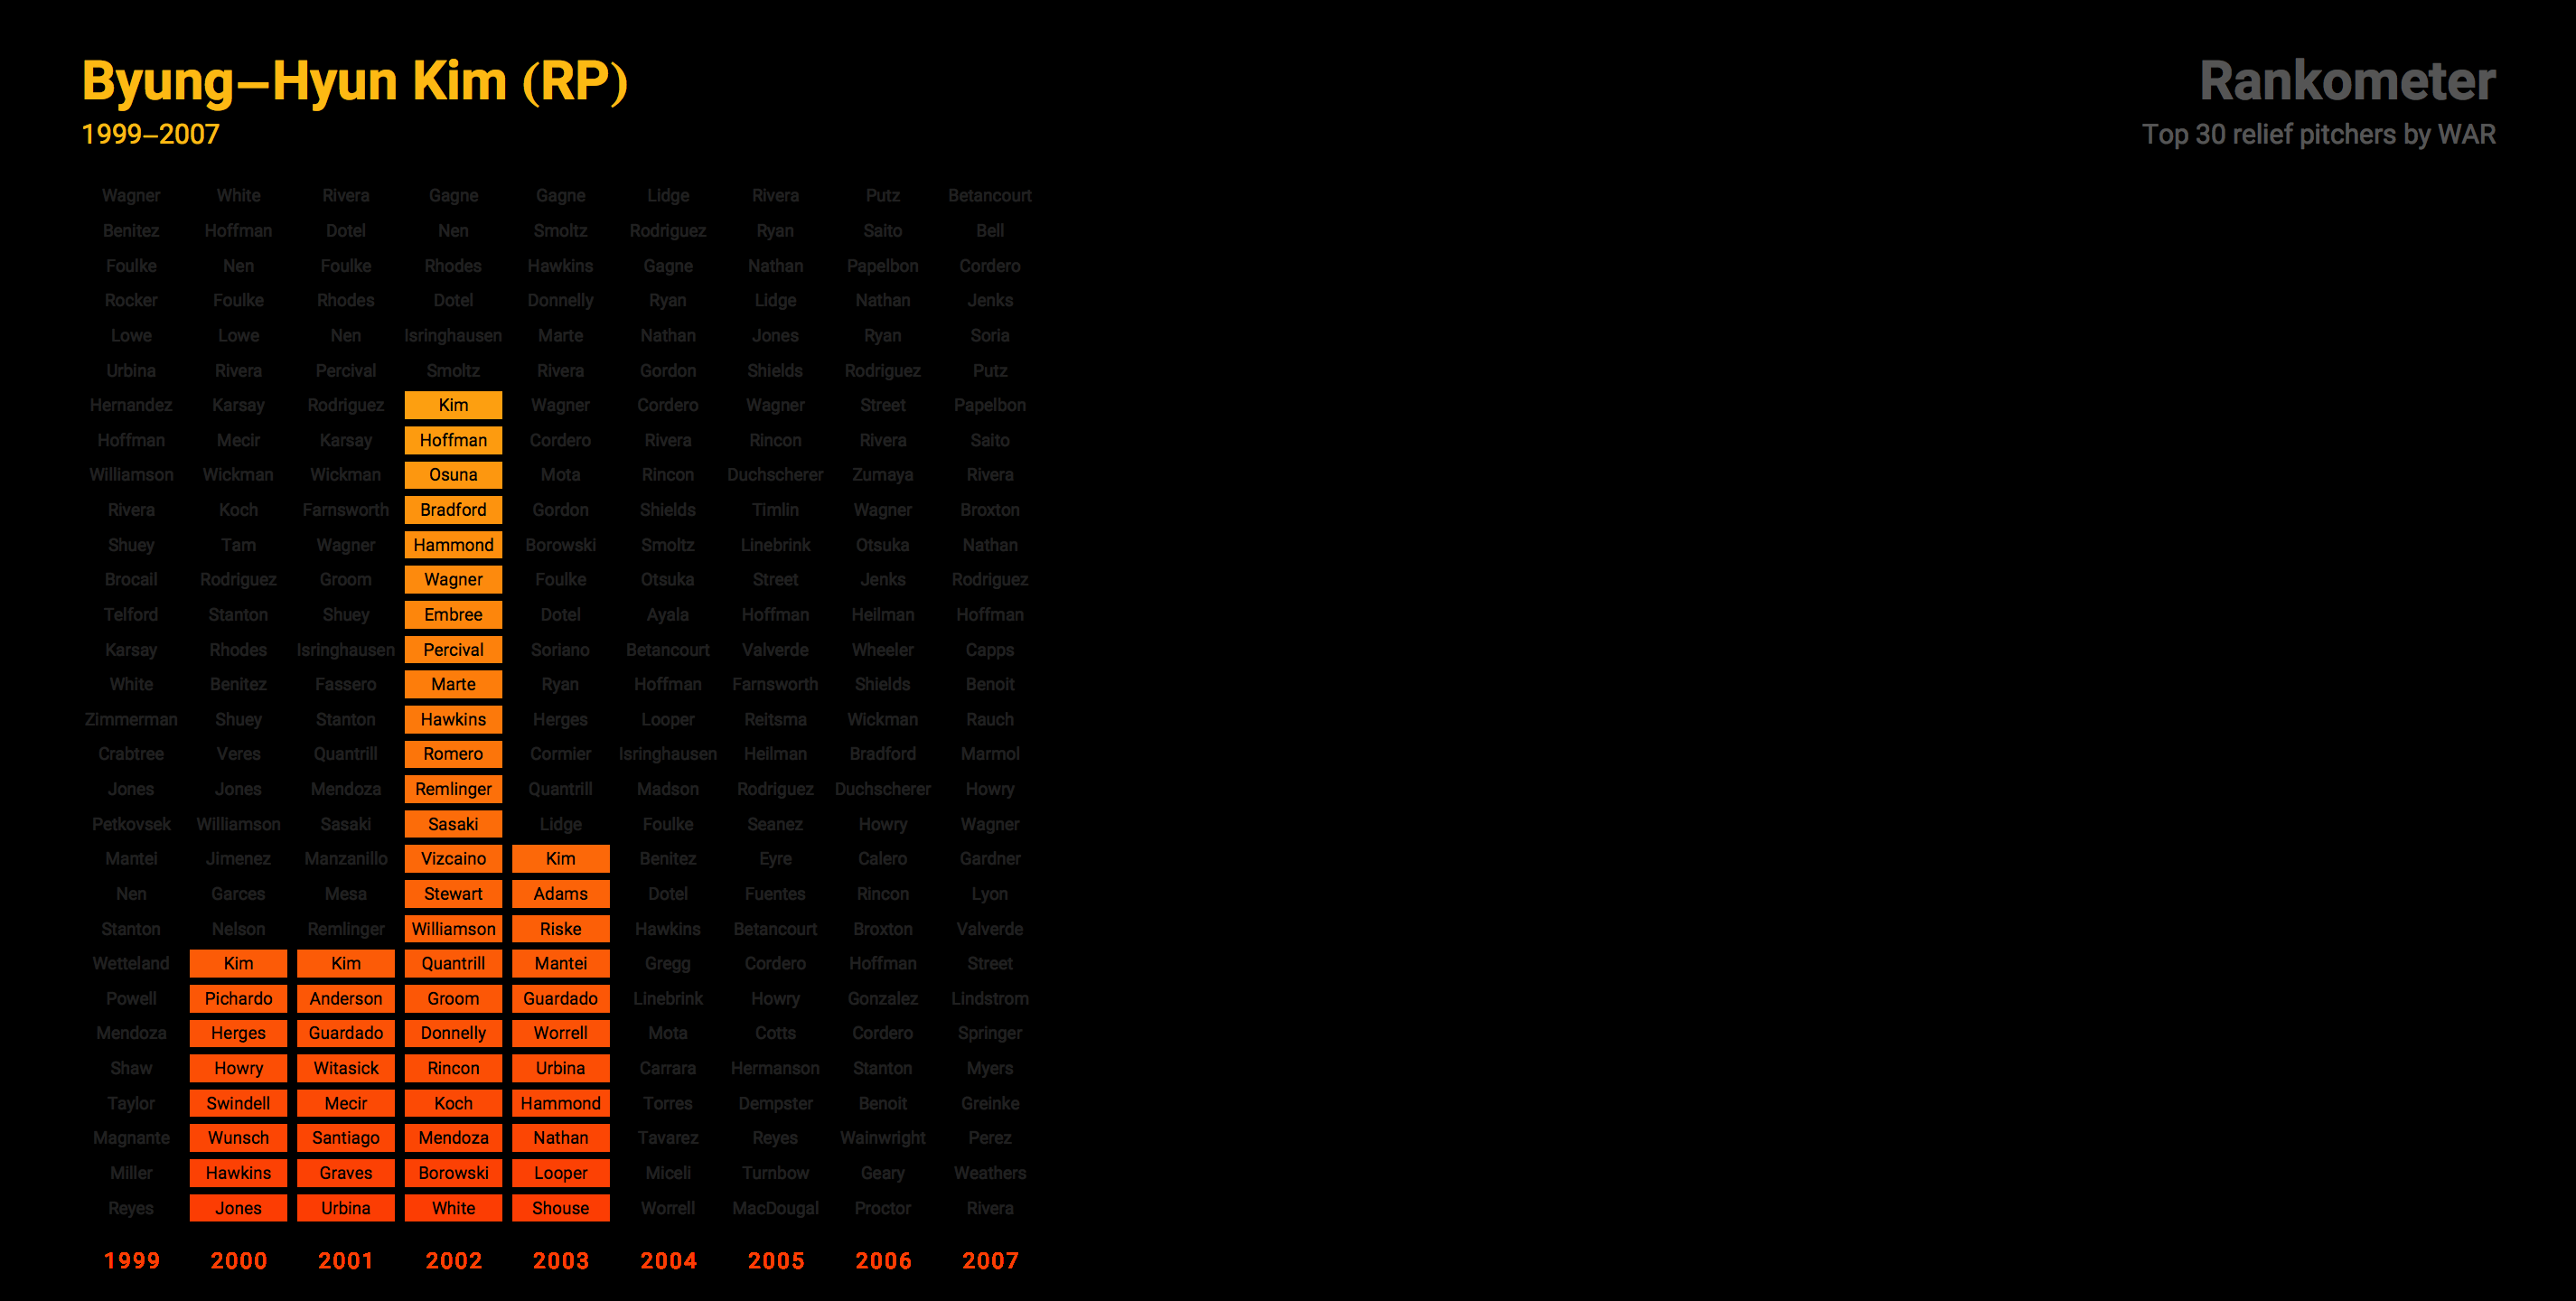 Byung–Hyun Kim (RP)
1999–2007
Rankometer
Top 30 relief pitchers by WAR
Wagner White Rivera Gagne Gagne Lidge Rivera Putz Betancourt
Benitez Hoffman Dotel Nen Smoltz Rodriguez Ryan Saito Bell
Foulke Nen Foulke Rhodes Hawkins Gagne Nathan Papelbon Cordero
Rocker Foulke Rhodes Dotel Donnelly Ryan Lidge Nathan Jenks
Lowe Lowe Nen Isringhausen Marte Nathan Jones Ryan Soria
Urbina Rivera Percival Smoltz Rivera Gordon Shields Rodriguez Putz
Hernandez Karsay Rodriguez Kim Wagner Cordero Wagner Street Papelbon
Hoffman Mecir Karsay Hoffman Cordero Rivera Rincon Rivera Saito
Williamson Wickman Wickman Osuna Mota Rincon Duchscherer Zumaya Rivera
Rivera Koch Farnsworth Bradford Gordon Shields Timlin Wagner Broxton
Shuey Tam Wagner Hammond Borowski Smoltz Linebrink Otsuka Nathan
Brocail Rodriguez Groom Wagner Foulke Otsuka Street Jenks Rodriguez
Telford Stanton Shuey Embree Dotel Ayala Hoffman Heilman Hoffman
Karsay Rhodes Isringhausen Percival Soriano Betancourt Valverde Wheeler Capps
White Benitez Fassero Marte Ryan Hoffman Farnsworth Shields Benoit
Zimmerman Shuey Stanton Hawkins Herges Looper Reitsma Wickman Rauch
Crabtree Veres Quantrill Romero Cormier Isringhausen Heilman Bradford Marmol
Jones Jones Mendoza Remlinger Quantrill Madson Rodriguez Duchscherer Howry
Petkovsek Williamson Sasaki Sasaki Lidge Foulke Seanez Howry Wagner
Mantei Jimenez Manzanillo Vizcaino Kim Benitez Eyre Calero Gardner
Nen Garces Mesa Stewart Adams Dotel Fuentes Rincon Lyon
Stanton Nelson Remlinger Williamson Riske Hawkins Betancourt Broxton Valverde
Wetteland Kim Kim Quantrill Mantei Gregg Cordero Hoffman Street
Powell Pichardo Anderson Groom Guardado Linebrink Howry Gonzalez Lindstrom
Mendoza Herges Guardado Donnelly Worrell Mota Cotts Cordero Springer
Shaw Howry Witasick Rincon Urbina Carrara Hermanson Stanton Myers
Taylor Swindell Mecir Koch Hammond Torres Dempster Benoit Greinke
Magnante Wunsch Santiago Mendoza Nathan Tavarez Reyes Wainwright Perez
Miller Hawkins Graves Borowski Looper Miceli Turnbow Geary Weathers
Reyes Jones Urbina White Shouse Worrell MacDougal Proctor Rivera
1999 2000 2001 2002 2003 2004 2005 2006 2007